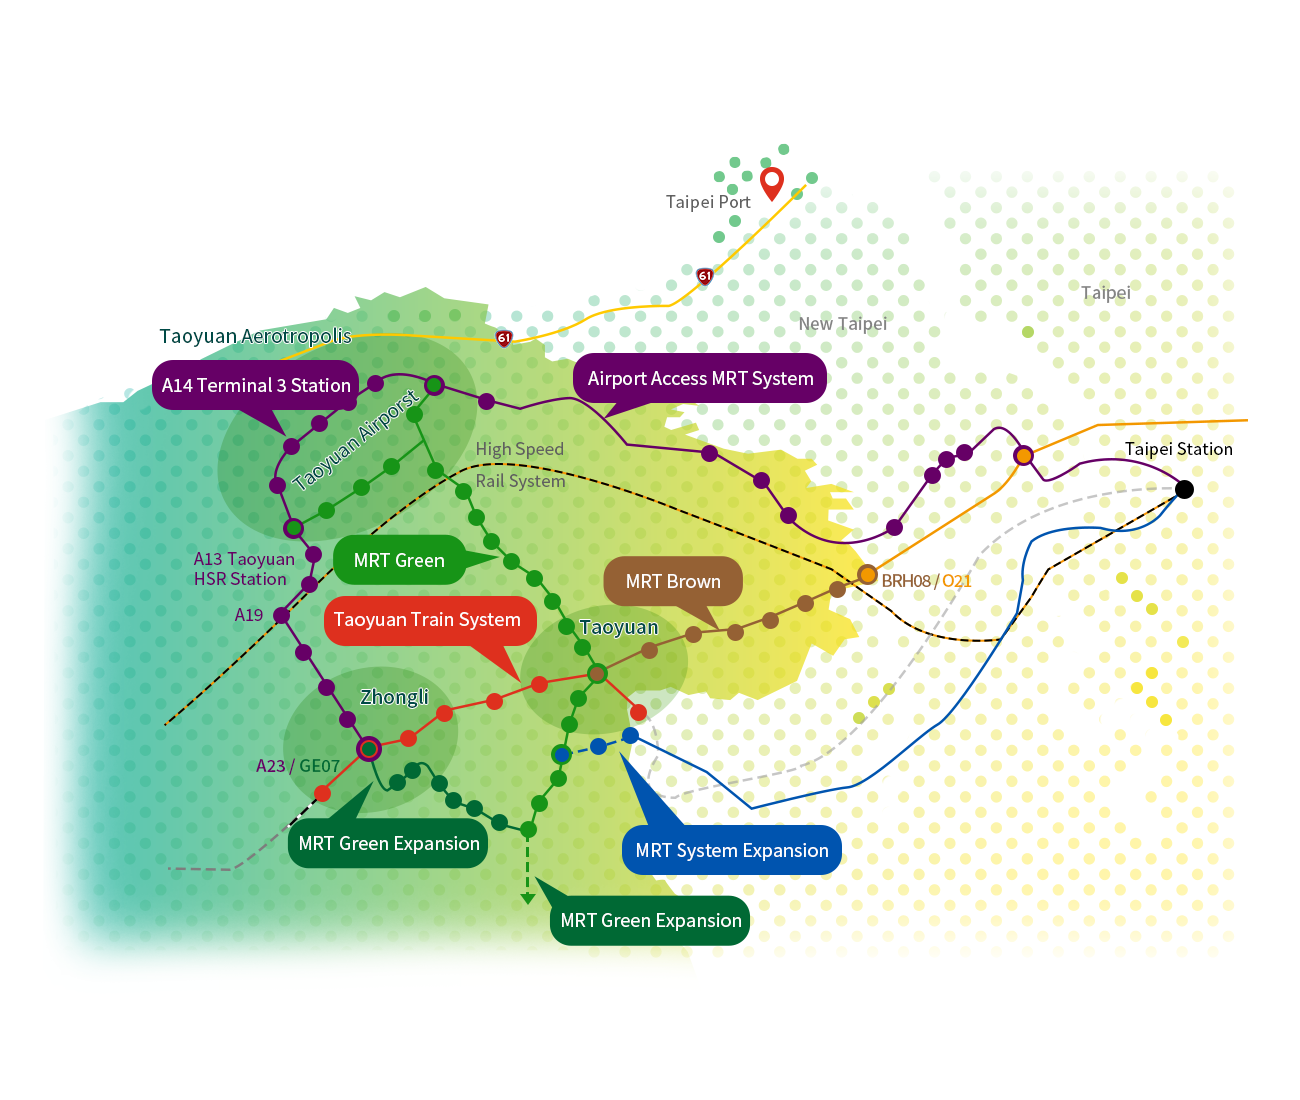 Taipei Port
61
Taipei
New Taipei
Taoyuan Aerotropolis
61
A14 Terminal 3 Station
Airport Access MRT System
Taoyuan Airporst
High Speed
Rail System
Taipei Station
A13 Taoyuan
HSR Station
MRT Green
MRT Brown
BRH08 / O21
A19
Taoyuan Train System
Taoyuan
Zhongli
A23 / GE07
MRT Green Expansion
MRT System Expansion
MRT Green Expansion